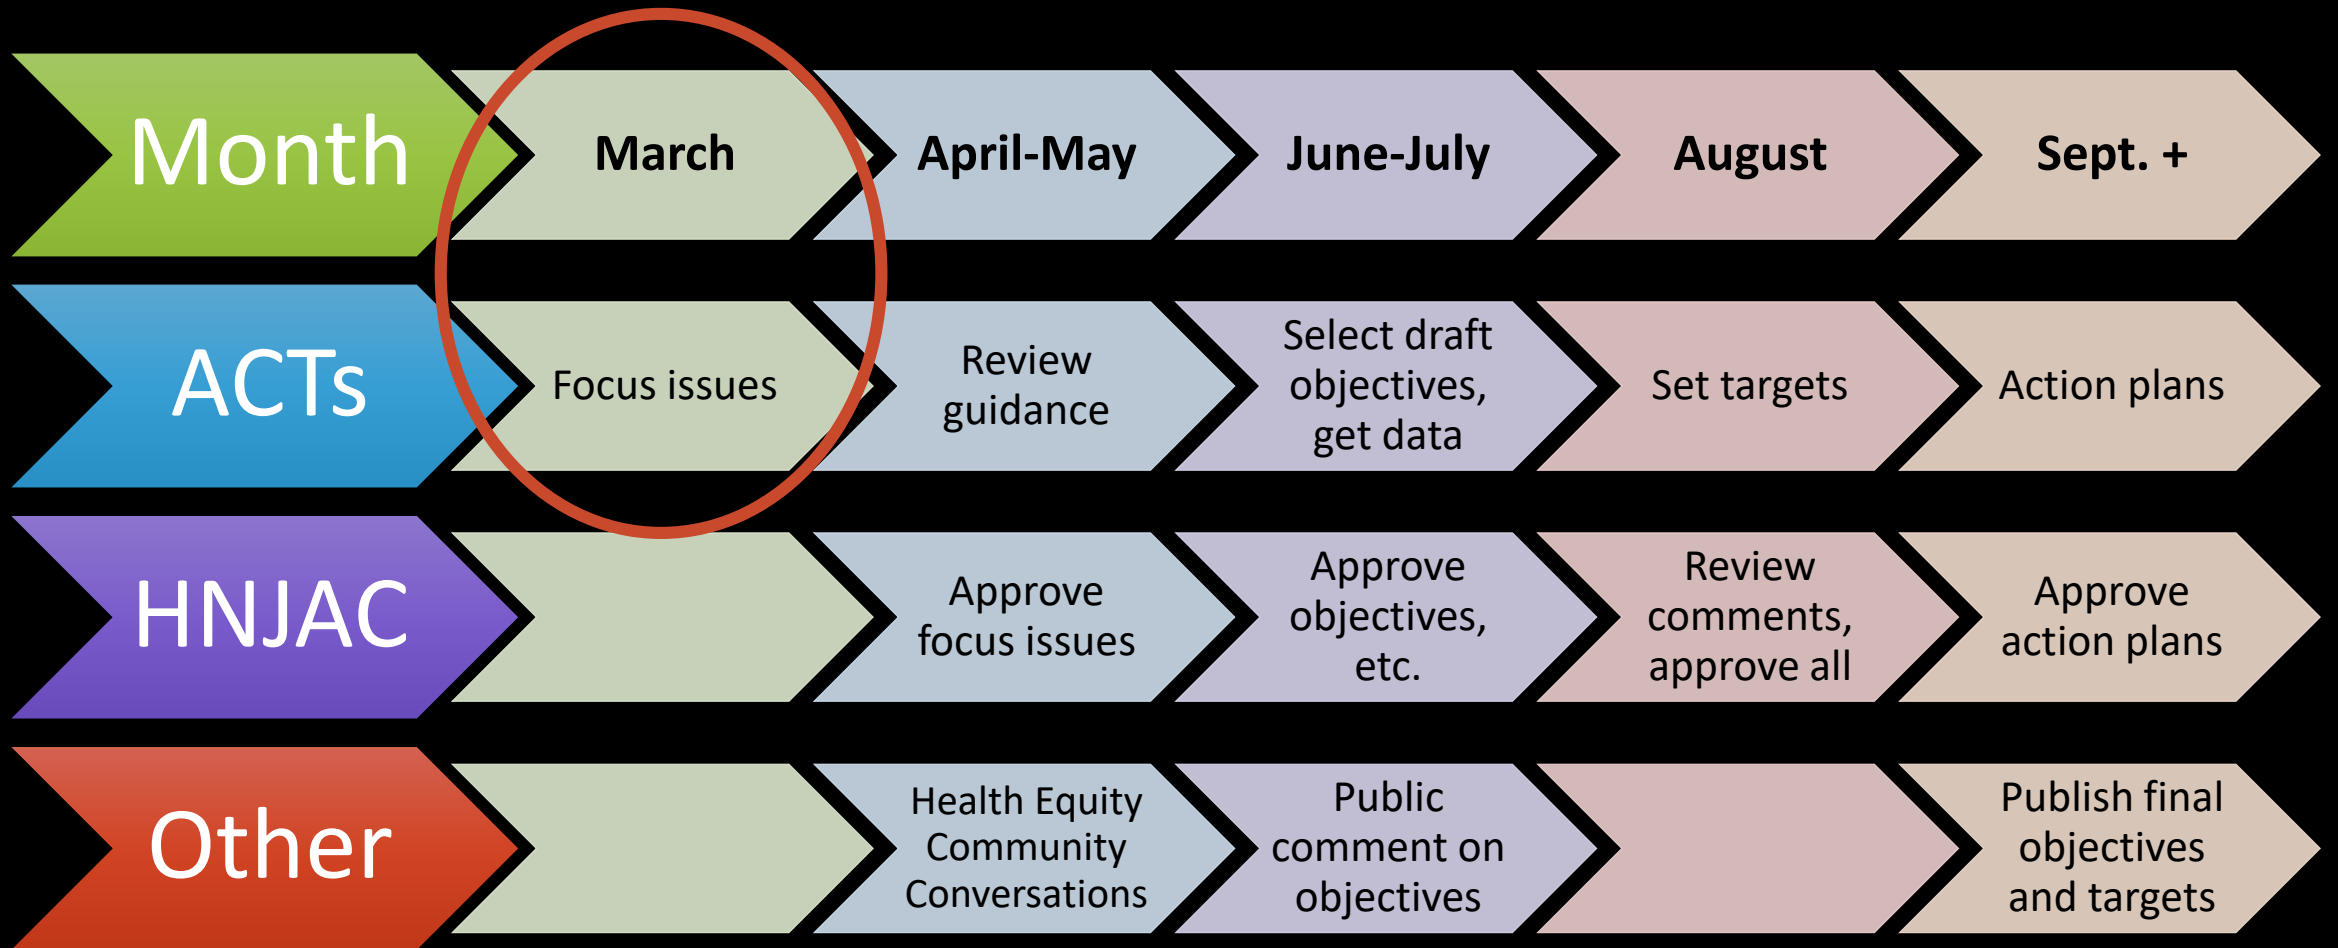 Month
March
April-May
June-July
August
Sept. +
ACTs
Focus issues
Review
guidance
Select draft
objectives,
get data
Set targets
Action plans
HNJAC
Approve
focus issues
Approve
objectives,
etc.
Review
comments,
approve all
Approve
action plans
Other
Health Equity
Community
Conversations
Public
comment on
objectives
Publish final
objectives
and targets